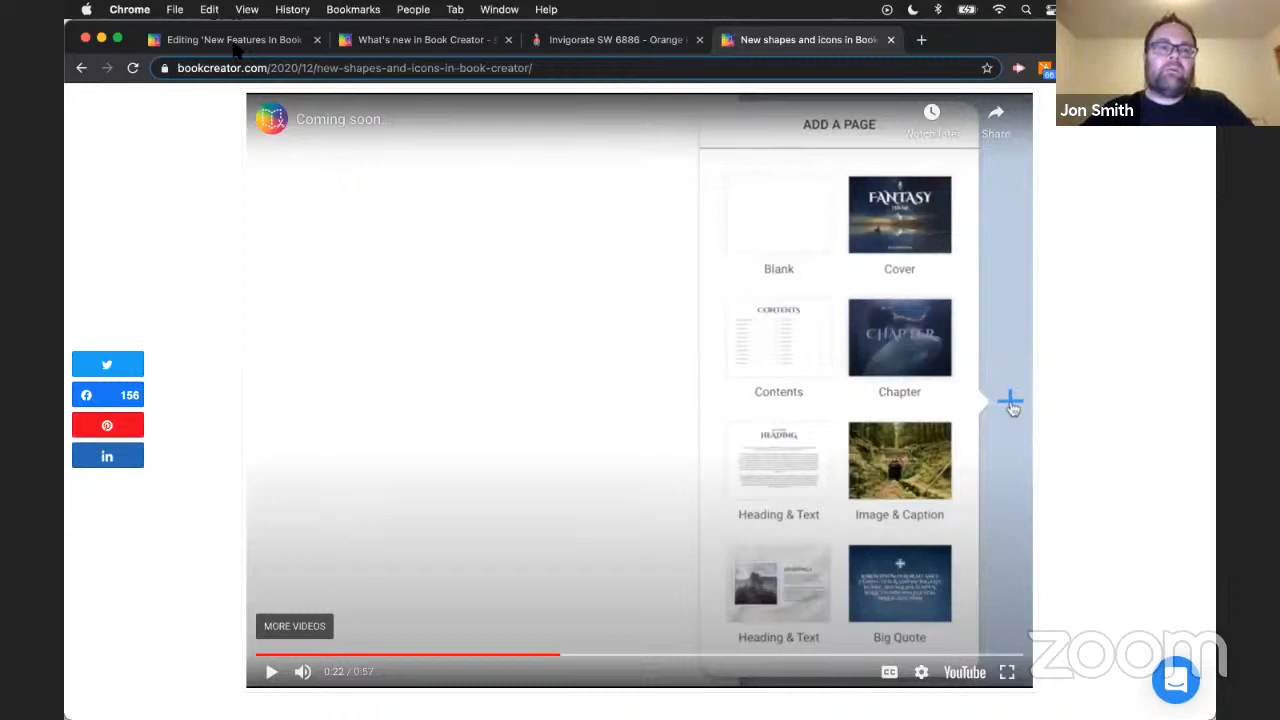 Chrome File Edit View History Bookmarks People Tab Window Help
Editing 'New Features In Book
What's new in Book Creator -
Invigorate SW 6886 - Orange
New shapes and icons in Book
bookcreator.com/2020/12/new-shapes-and-icons-in-book-creator/
66
Jon Smith
Coming soon...
Watch later
Share
ADD A PAGE
FANTASY
Blank
Cover
CONTENTS
CHAPTER
Contents
Chapter
HEADING
Heading & Text
Image & Caption
Heading & Text
Big Quote
156
in
MORE VIDEOS
0:22 / 0:57
CC
YouTube
zoom